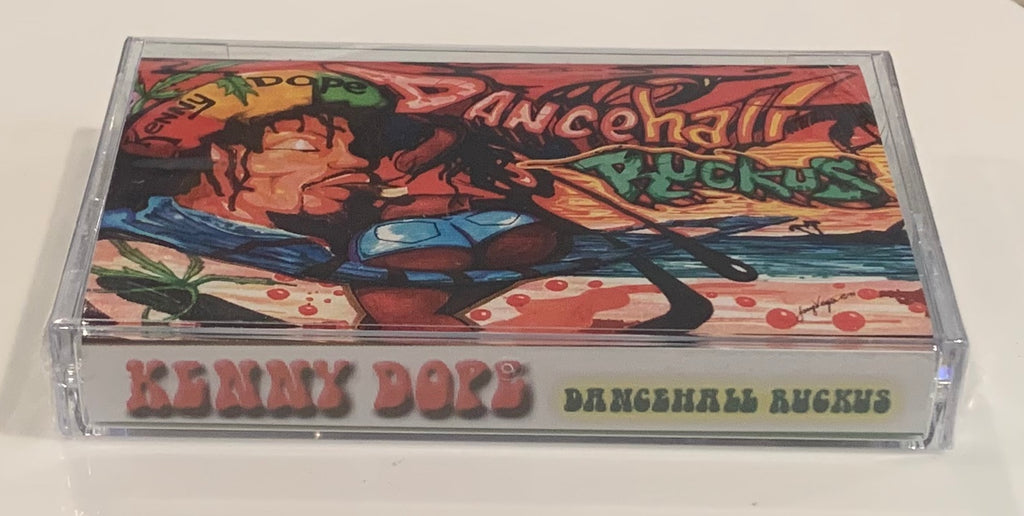 Kenny DOPe
DANcehall
RUCKUS
KENNY DOPE
DANCEHALL RUCKUS